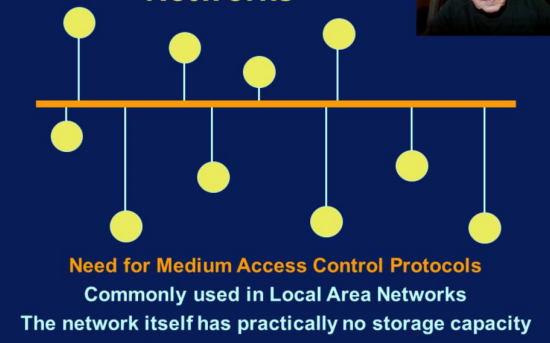 Networks
Need for Medium Access Control Protocols
Commonly used in Local Area Networks
The network itself has practically no storage capacity